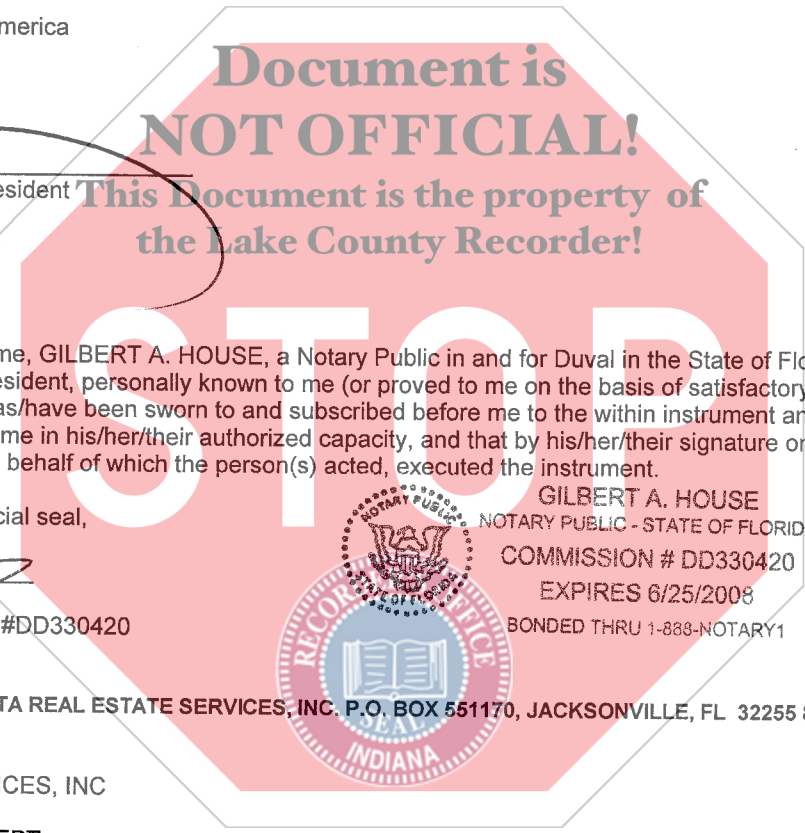 merica
Document is
NOT OFFICIAL!
esident
This Document is the property of
the Lake County Recorder!
STOP
me, GILBERT A. HOUSE, a Notary Public in and for Duval in the State of Flo
esident, personally known to me (or proved to me on the basis of satisfactory
as/have been sworn to and subscribed before me to the within instrument an
me in his/her/their authorized capacity, and that by his/her/their signature on
behalf of which the person(s) acted, executed the instrument.
cial seal,
NOTARY PUBLIC
STATE OF FLORIDA
GILBERT A. HOUSE
NOTARY PUBLIC - STATE OF FLORID
COMMISSION # DD330420
EXPIRES 6/25/2008
BONDED THRU 1-888-NOTARY1
#DD330420
RECORDER'S OFFICE
SEAL
INDIANA
TA REAL ESTATE SERVICES, INC. P.O. BOX 551170, JACKSONVILLE, FL 32255
ICES, INC